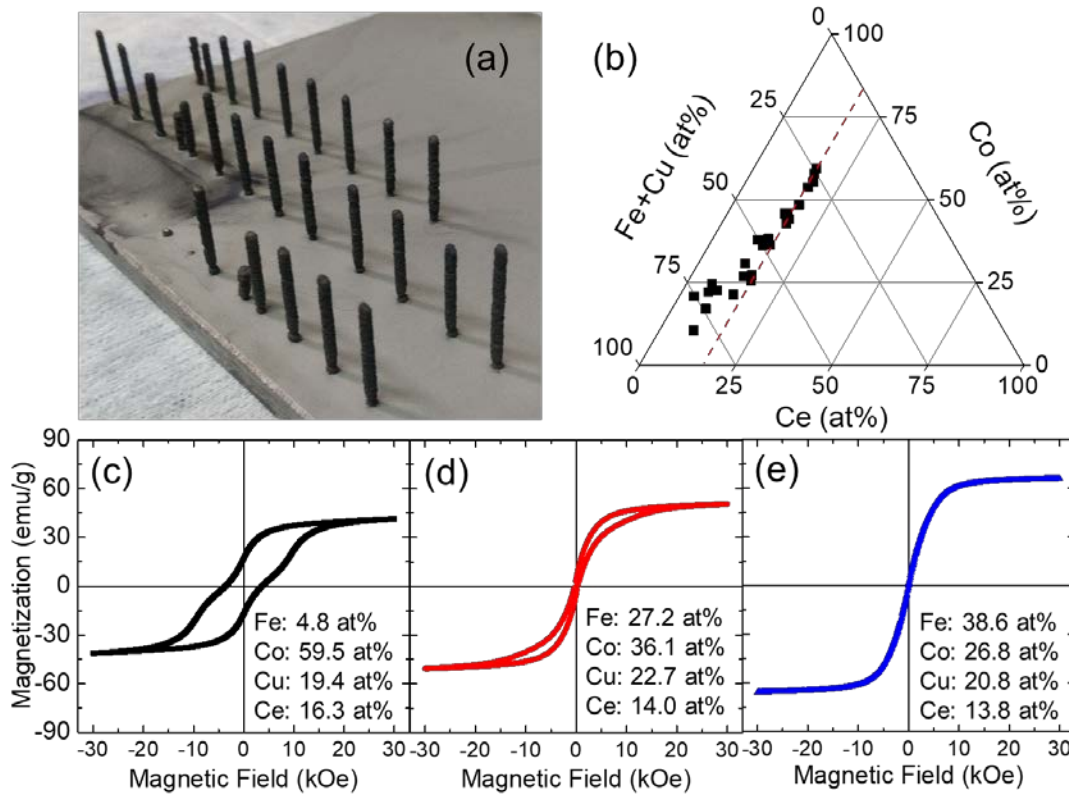 (a)
(b)
0
100
25
75
Fe+Cu (at%)
Co (at%)
50
50
75
25
100
0
0
25
50
75
100
Ce (at%)
90
60
30
0
-30
-60
-90
Magnetization (emu/g)
(c)
Fe: 4.8 at%
Co: 59.5 at%
Cu: 19.4 at%
Ce: 16.3 at%
-30 -20 -10 0 10 20 30
Magnetic Field (kOe)
(d)
Fe: 27.2 at%
Co: 36.1 at%
Cu: 22.7 at%
Ce: 14.0 at%
-30 -20 -10 0 10 20 30
Magnetic Field (kOe)
(e)
Fe: 38.6 at%
Co: 26.8 at%
Cu: 20.8 at%
Ce: 13.8 at%
-30 -20 -10 0 10 20 30
Magnetic Field (kOe)